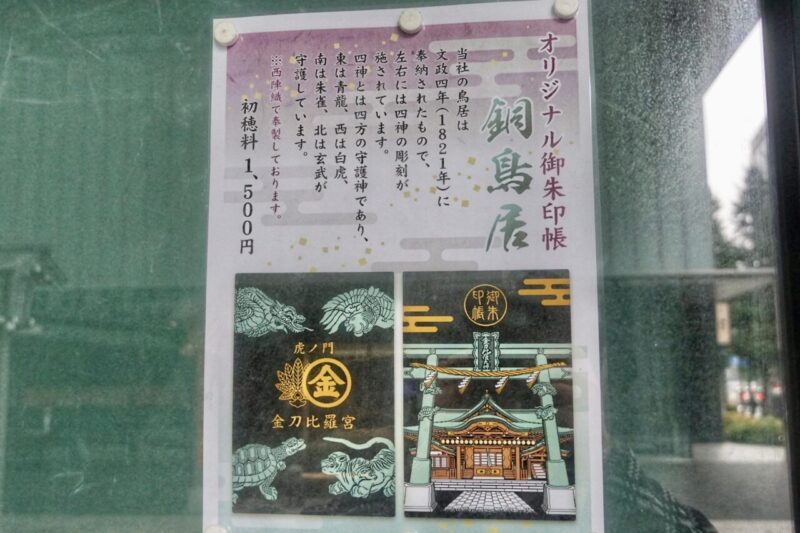 オリジナル御朱印帳
銅鳥居
当社の鳥居は
文政四年(1821年)に
奉納されたもので、
左右には四神の彫刻が
施されています。
四神とは四方の守護神であり、
東は青龍、西は白虎、
南は朱雀、北は玄武が
守護しています。
※西陣織で奉製しております。
初穂料 1,500円
虎ノ門
金
金刀比羅宮
御朱
印帳